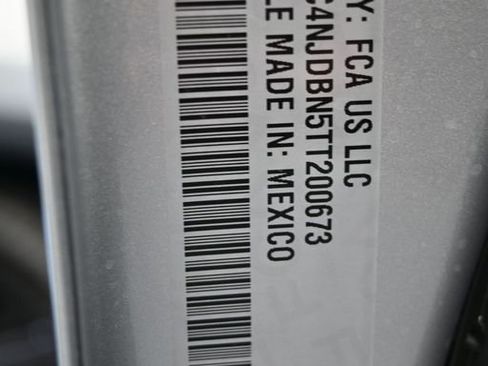 Y: FCA US LLC
C4NJDBN5TT200673
LE MADE IN: MEXICO